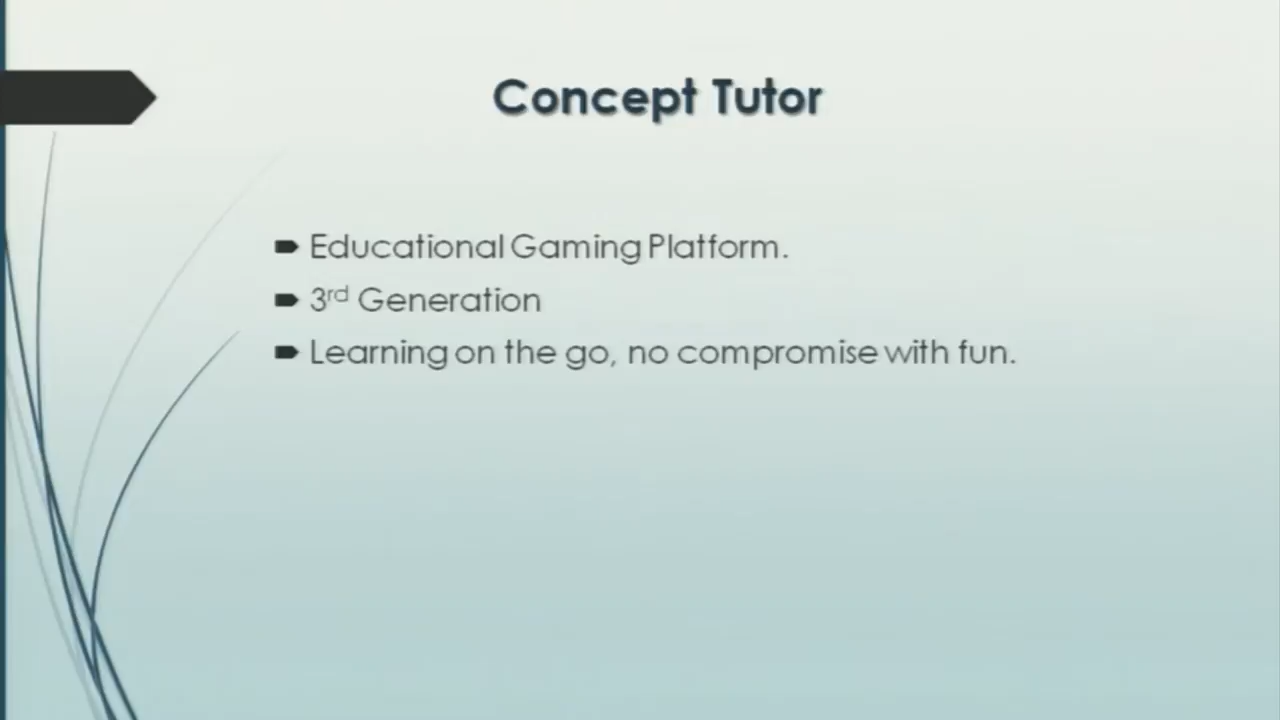 Concept Tutor
Educational Gaming Platform.
3rd Generation
Learning on the go, no compromise with fun.